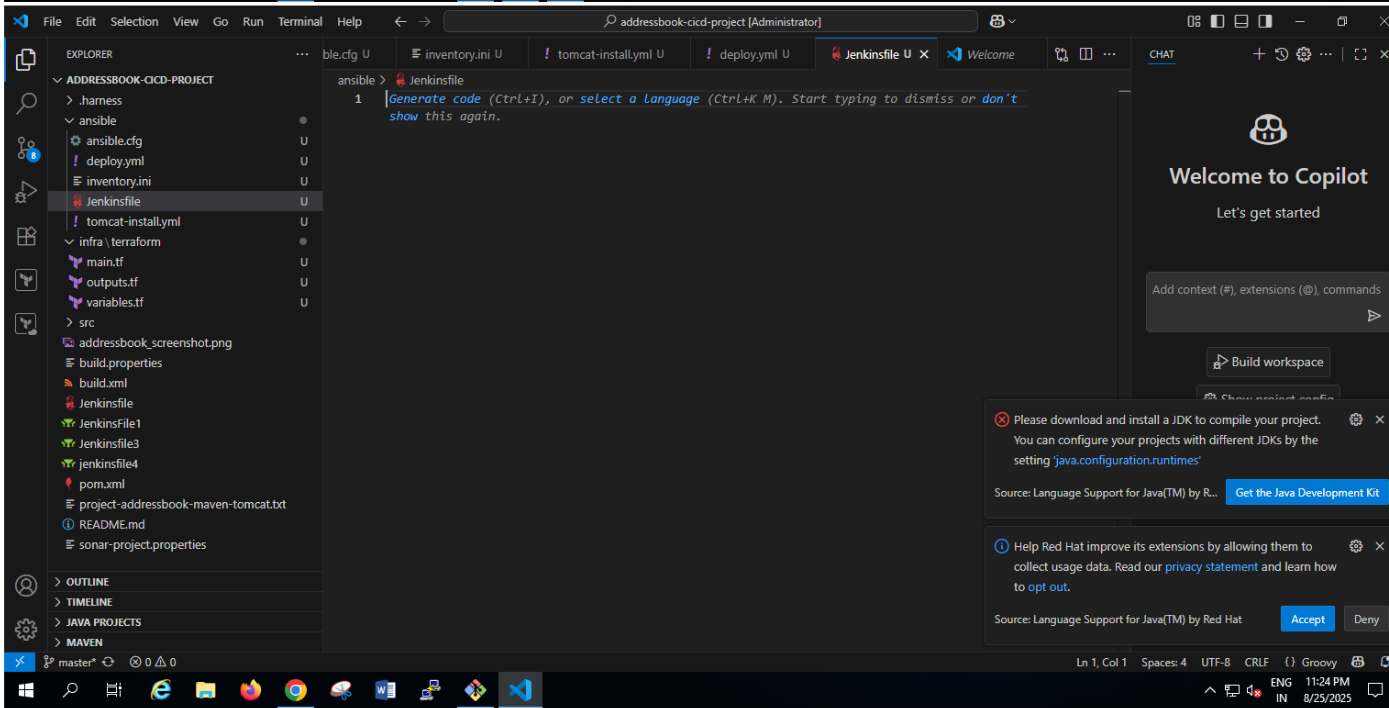 File Edit Selection View Go Run Terminal Help
addressbook-cicd-project [Administrator]
EXPLORER
ADDRESSBOOK-CICD-PROJECT
.harness
ansible
ansible.cfg U
deploy.yml U
inventory.ini U
Jenkinsfile U
tomcat-install.yml U
infra\terraform
main.tf U
outputs.tf U
variables.tf U
src
addressbook_screenshot.png
build.properties
build.xml
Jenkinsfile
JenkinsFile1
Jenkinsfile3
jenkinsfile4
pom.xml
project-addressbook-maven-tomcat.txt
README.md
sonar-project.properties
OUTLINE
TIMELINE
JAVA PROJECTS
MAVEN
8
ble.cfg U inventory.ini U tomcat-install.yml U deploy.yml U Jenkinsfile U Welcome
ansible > Jenkinsfile
1 Generate code (Ctrl+I), or select a language (Ctrl+K M). Start typing to dismiss or don't
show this again.
CHAT
Welcome to Copilot
Let's get started
Add context (#), extensions (@), commands
Build workspace
Show project config
Please download and install a JDK to compile your project.
You can configure your projects with different JDKs by the
setting 'java.configuration.runtimes'
Source: Language Support for Java(TM) by R...
Get the Java Development Kit
Help Red Hat improve its extensions by allowing them to
collect usage data. Read our privacy statement and learn how
to opt out.
Source: Language Support for Java(TM) by Red Hat
Accept
Deny
master* 0 0
Ln 1, Col 1 Spaces: 4 UTF-8 CRLF {} Groovy
ENG
IN
11:24 PM
8/25/2025